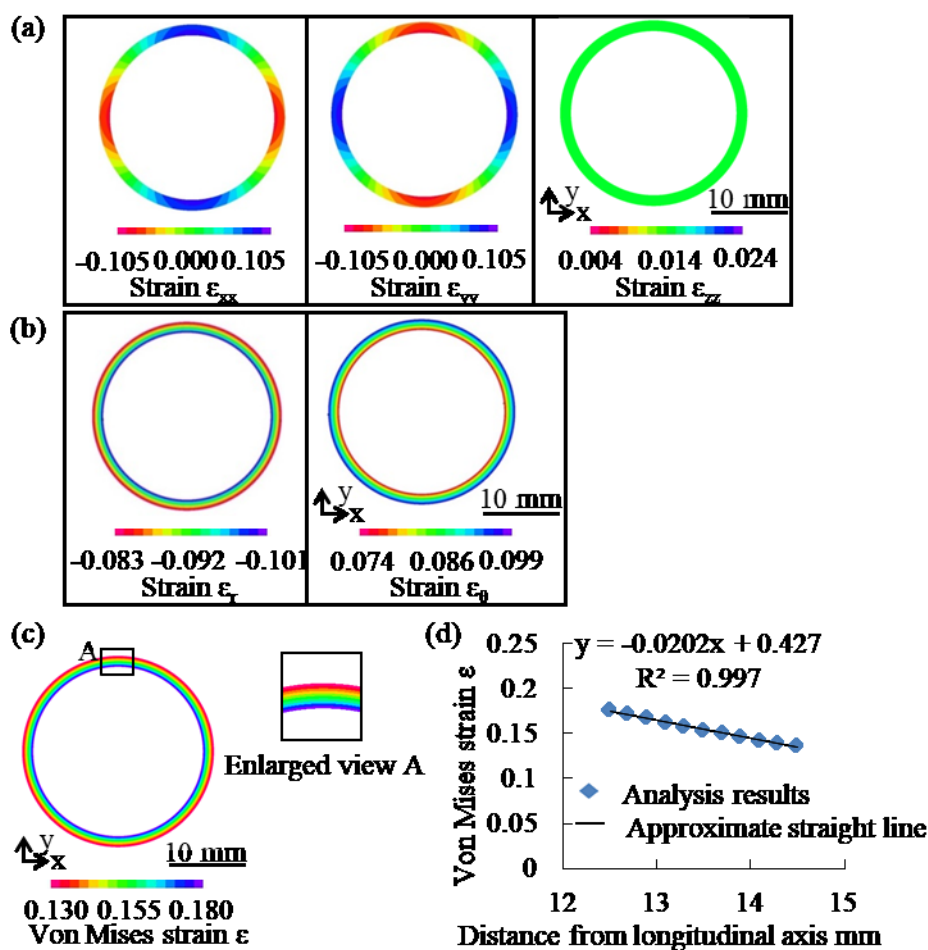 (a)
y
x
10 mm
-0.105 0.000 0.105
Strain εxx
-0.105 0.000 0.105
Strain εyy
0.004 0.014 0.024
Strain εzz
(b)
y
x
10 mm
-0.083 -0.092 -0.101
Strain εr
0.074 0.086 0.099
Strain εθ
(c)
A
Enlarged view A
y
x
10 mm
0.130 0.155 0.180
Von Mises strain ε
(d)
y = -0.0202x + 0.427
R² = 0.997
Von Mises strain ε
0.25
0.2
0.15
0.1
0.05
0
Analysis results
Approximate straight line
12 13 14 15
Distance from longitudinal axis mm